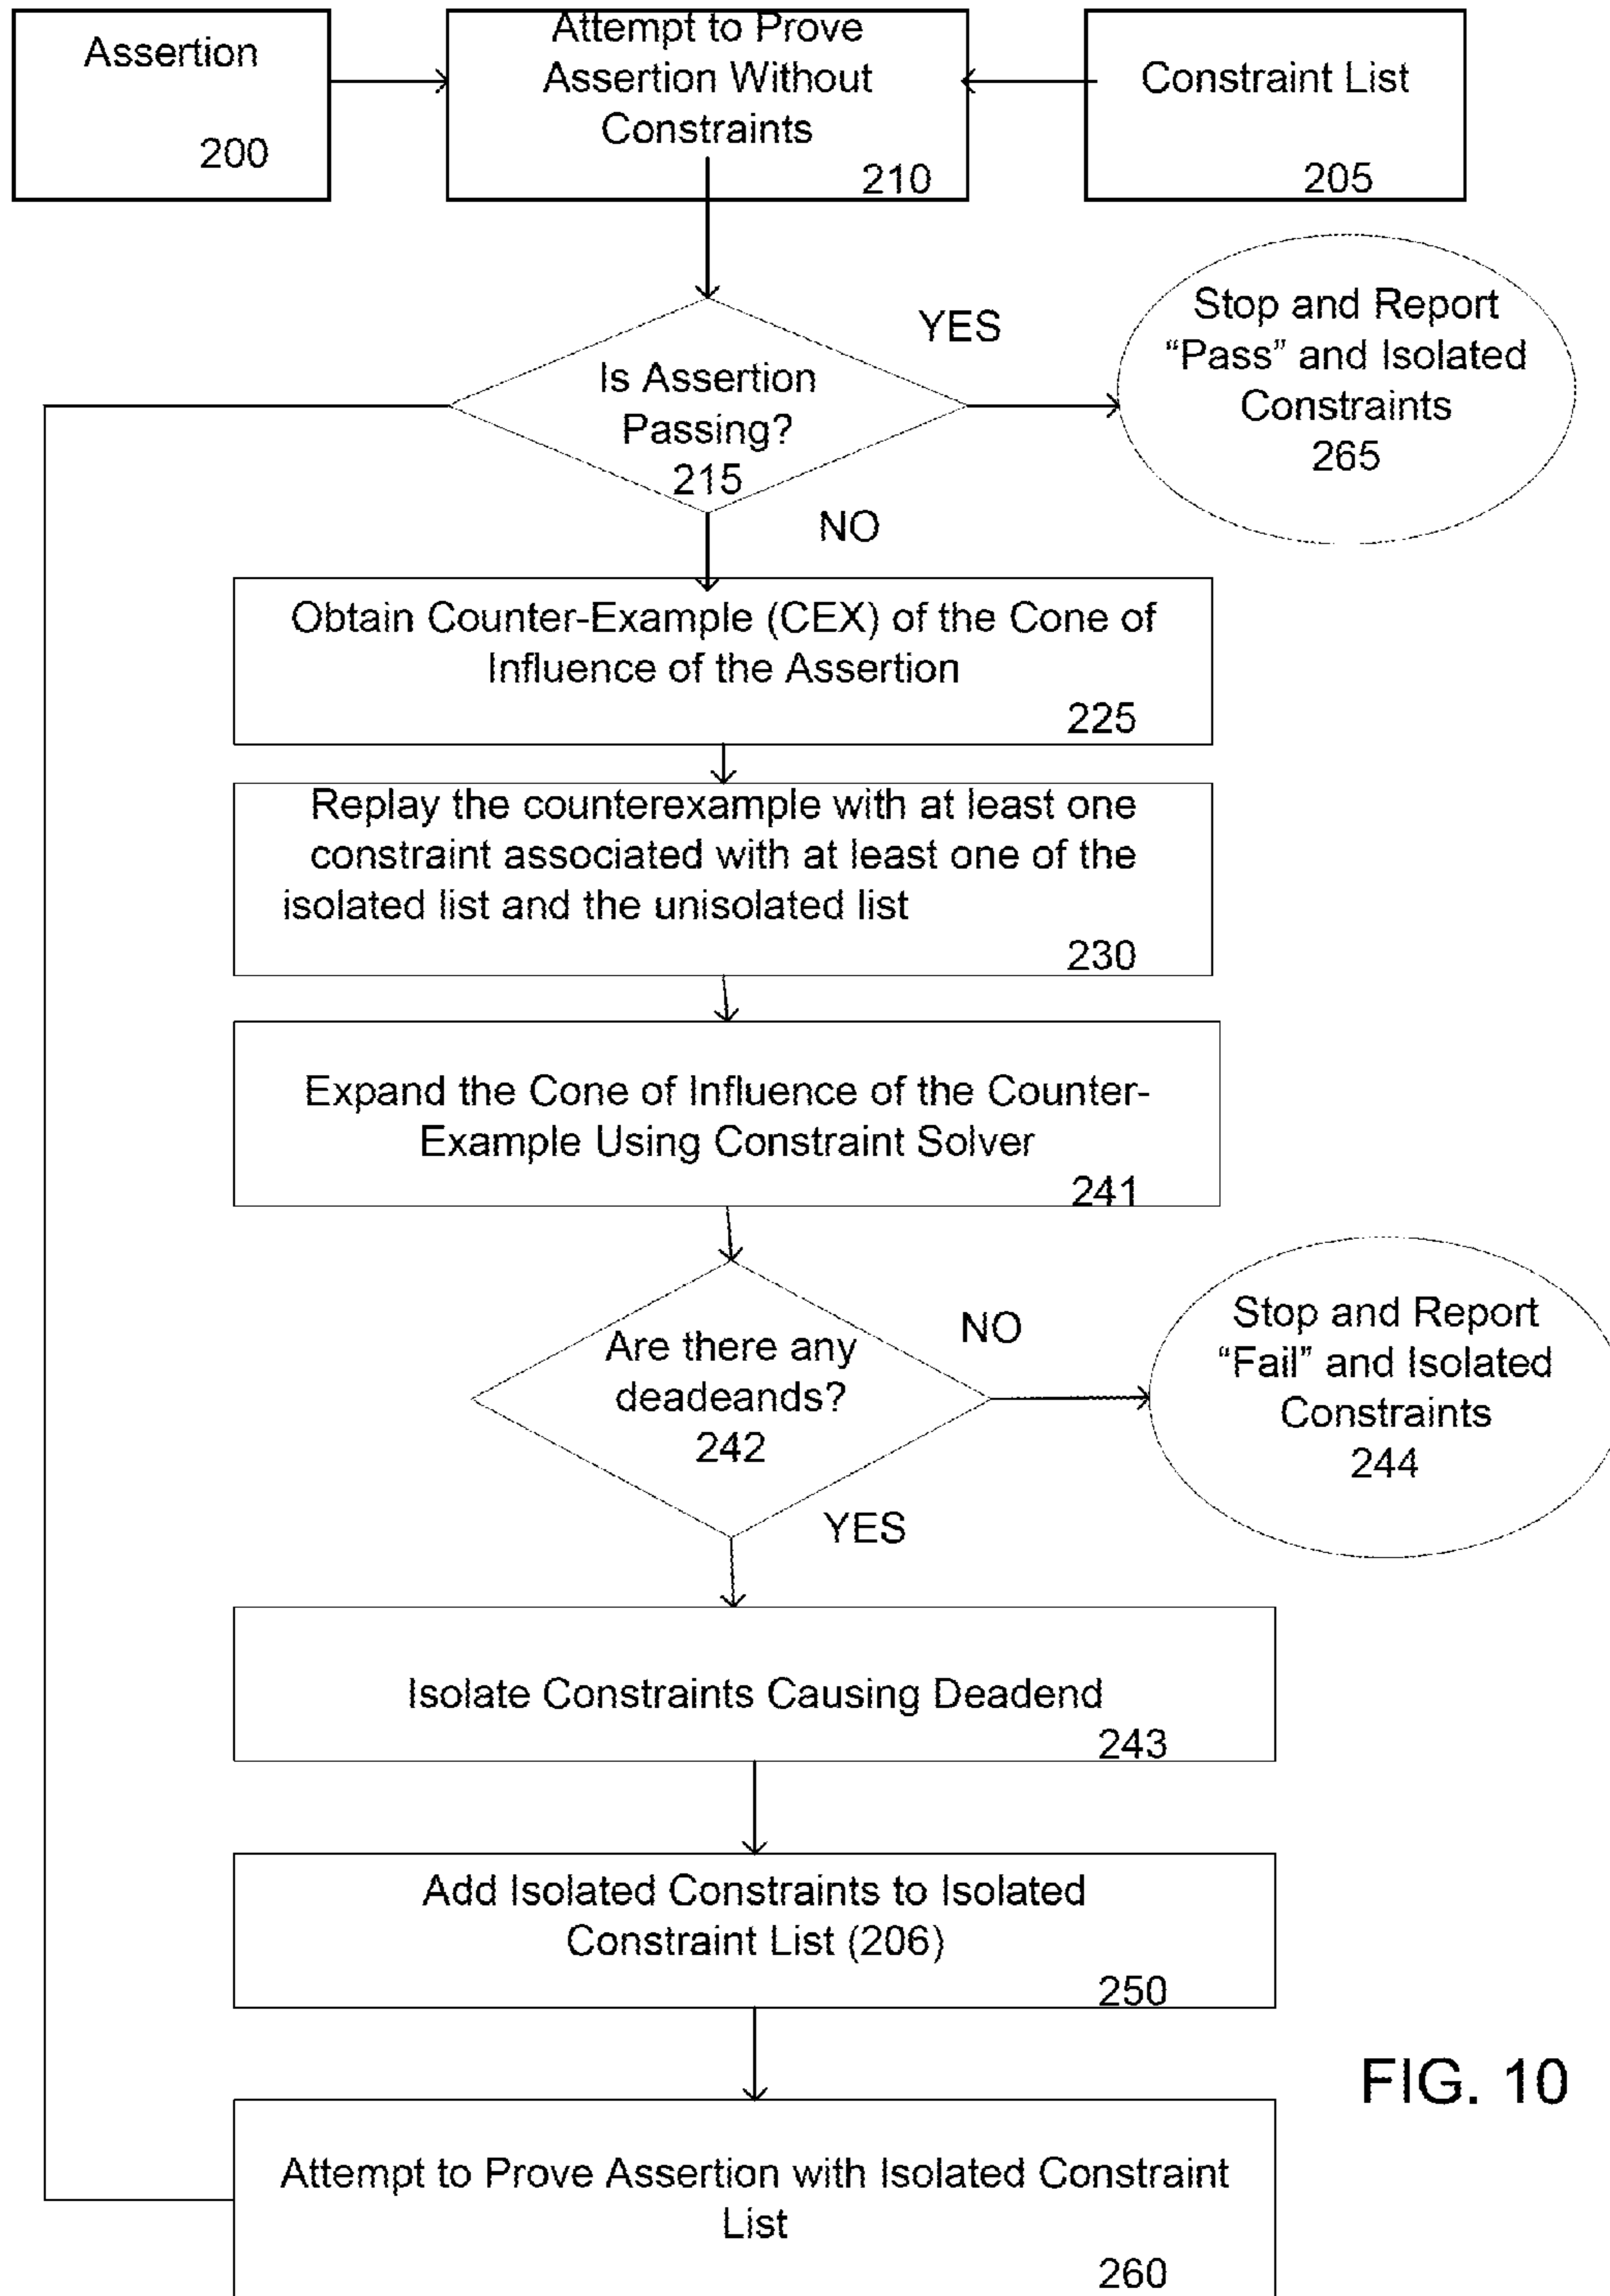 Assertion
200
Attempt to Prove
Assertion Without
Constraints
210
Constraint List
205
Is Assertion
Passing?
215
YES
Stop and Report
“Pass” and Isolated
Constraints
265
NO
Obtain Counter-Example (CEX) of the Cone of
Influence of the Assertion
225
Replay the counterexample with at least one
constraint associated with at least one of the
isolated list and the unisolated list
230
Expand the Cone of Influence of the Counter-
Example Using Constraint Solver
241
Are there any
deadeands?
242
NO
Stop and Report
“Fail” and Isolated
Constraints
244
YES
Isolate Constraints Causing Deadend
243
Add Isolated Constraints to Isolated
Constraint List (206)
250
Attempt to Prove Assertion with Isolated Constraint
List
260
FIG. 10